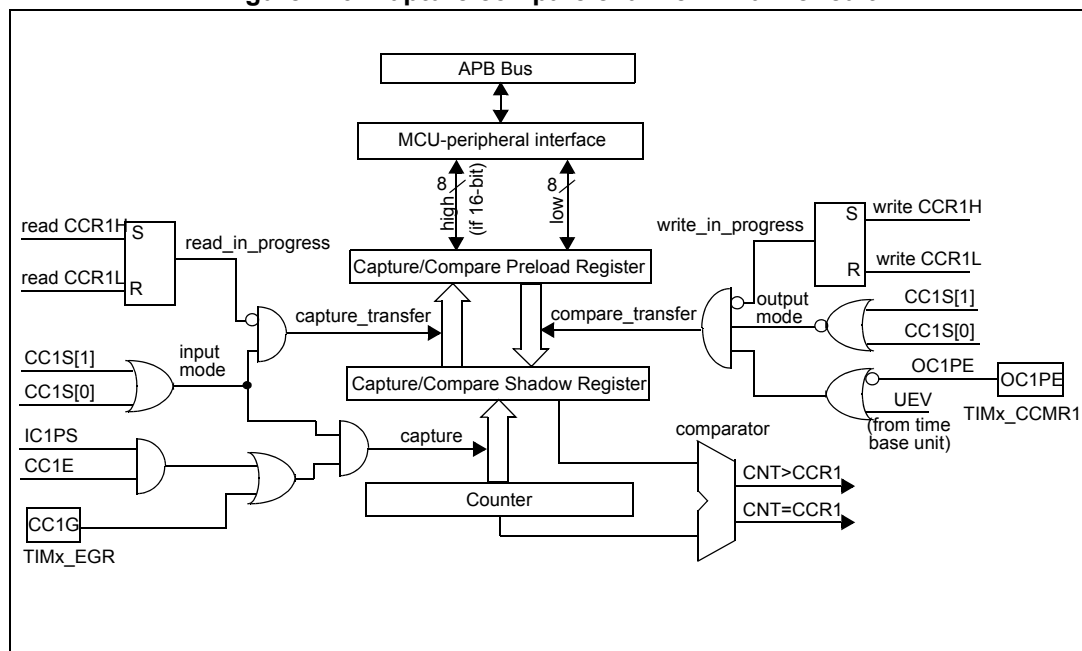 APB Bus
MCU-peripheral interface
8
high
(if 16-bit)
8
low
read CCR1H
S
read_in_progress
read CCR1L
R
write_in_progress
S
write CCR1H
R
write CCR1L
Capture/Compare Preload Register
capture_transfer
compare_transfer
output
mode
CC1S[1]
CC1S[0]
CC1S[1]
CC1S[0]
input
mode
Capture/Compare Shadow Register
OC1PE
OC1PE
UEV
(from time
base unit)
TIMx_CCMR1
IC1PS
CC1E
capture
comparator
CNT>CCR1
CNT=CCR1
Counter
CC1G
TIMx_EGR